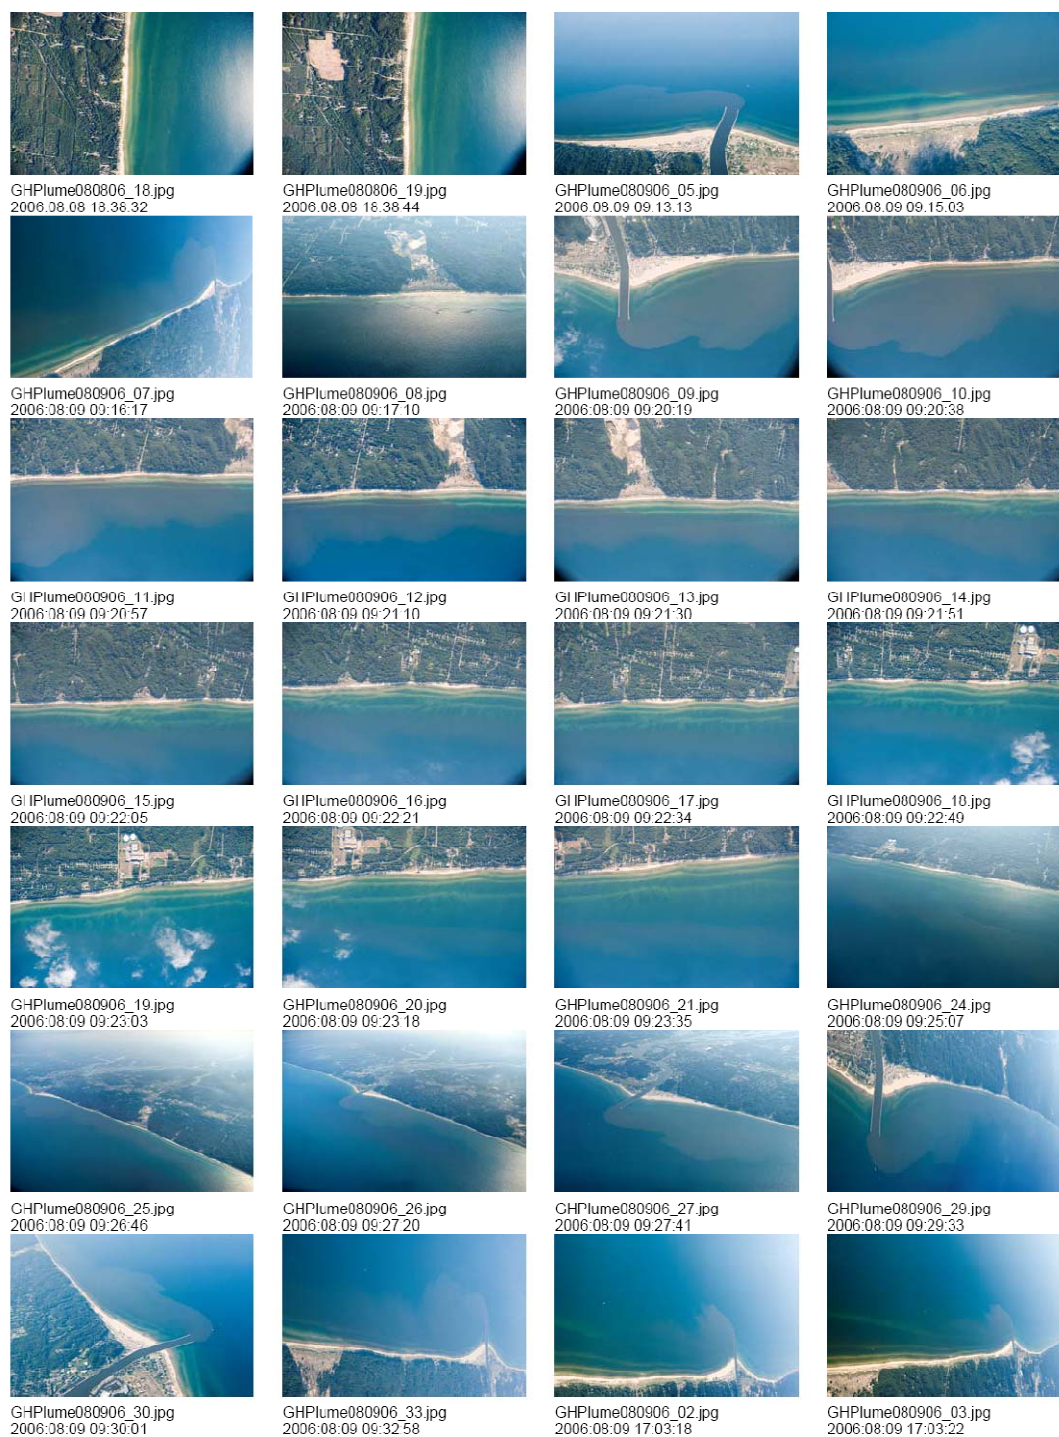 GHPlume080806_18.jpg
2006:08:08 18:38:32
GHPlume080806_19.jpg
2006:08:08 18:38:44
GHPlume080906_05.jpg
2006:08:09 09:13:13
GHPlume080906_06.jpg
2006:08:09 09:15:03
GHPlume080906_07.jpg
2006:08:09 09:16:17
GHPlume080906_08.jpg
2006:08:09 09:17:10
GHPlume080906_09.jpg
2006:08:09 09:20:19
GHPlume080906_10.jpg
2006:08:09 09:20:38
GHPlume080906_11.jpg
2006:08:09 09:20:57
GHPlume080906_12.jpg
2006:08:09 09:21:10
GHPlume080906_13.jpg
2006:08:09 09:21:30
GHPlume080906_14.jpg
2006:08:09 09:21:51
GHPlume080906_15.jpg
2006:08:09 09:22:05
GHPlume080906_16.jpg
2006:08:09 09:22:21
GHPlume080906_17.jpg
2006:08:09 09:22:34
GHPlume080906_18.jpg
2006:08:09 09:22:49
GHPlume080906_19.jpg
2006:08:09 09:23:03
GHPlume080906_20.jpg
2006:08:09 09:23:18
GHPlume080906_21.jpg
2006:08:09 09:23:35
GHPlume080906_24.jpg
2006:08:09 09:25:07
GHPlume080906_25.jpg
2006:08:09 09:26:46
GHPlume080906_26.jpg
2006:08:09 09:27:20
GHPlume080906_27.jpg
2006:08:09 09:27:41
GHPlume080906_29.jpg
2006:08:09 09:29:33
GHPlume080906_30.jpg
2006:08:09 09:30:01
GHPlume080906_33.jpg
2006:08:09 09:32:58
GHPlume080906_02.jpg
2006:08:09 17:03:18
GHPlume080906_03.jpg
2006:08:09 17:03:22